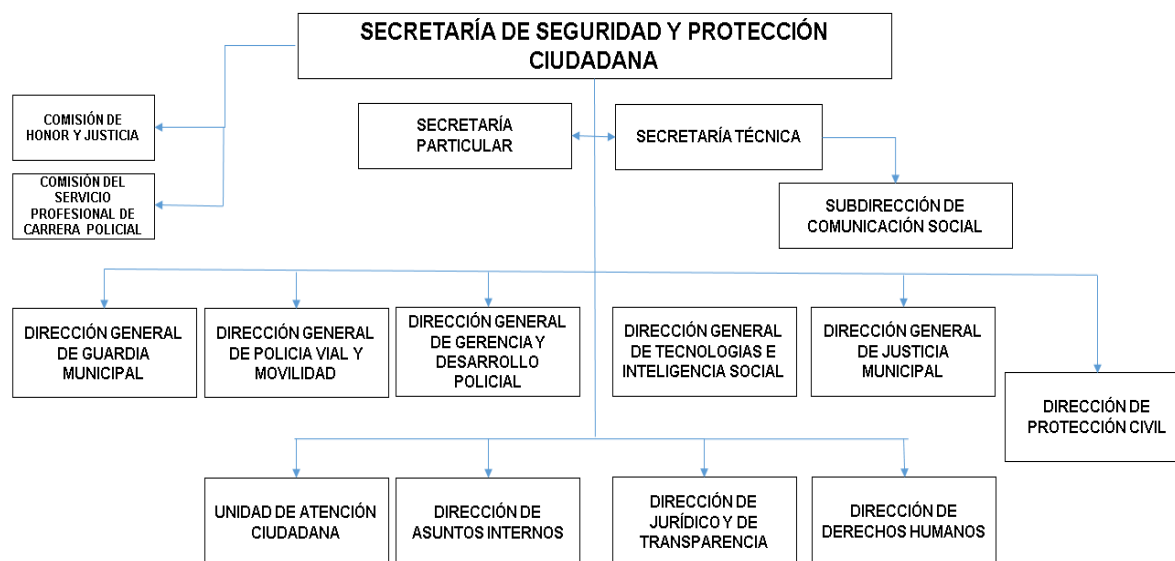 SECRETARÍA DE SEGURIDAD Y PROTECCIÓN
CIUDADANA
COMISIÓN DE
HONOR Y JUSTICIA
SECRETARÍA
PARTICULAR
SECRETARÍA TÉCNICA
COMISIÓN DEL
SERVICIO
PROFESIONAL DE
CARRERA POLICIAL
SUBDIRECCIÓN DE
COMUNICACIÓN SOCIAL
DIRECCIÓN GENERAL
DE GUARDIA
MUNICIPAL
DIRECCIÓN GENERAL
DE POLICIA VIAL Y
MOVILIDAD
DIRECCIÓN GENERAL
DE GERENCIA Y
DESARROLLO
POLICIAL
DIRECCIÓN GENERAL
DE TECNOLOGIAS E
INTELIGENCIA SOCIAL
DIRECCIÓN GENERAL
DE JUSTICIA
MUNICIPAL
DIRECCIÓN DE
PROTECCIÓN CIVIL
UNIDAD DE ATENCIÓN
CIUDADANA
DIRECCIÓN DE
ASUNTOS INTERNOS
DIRECCIÓN DE
JURÍDICO Y DE
TRANSPARENCIA
DIRECCIÓN DE
DERECHOS HUMANOS